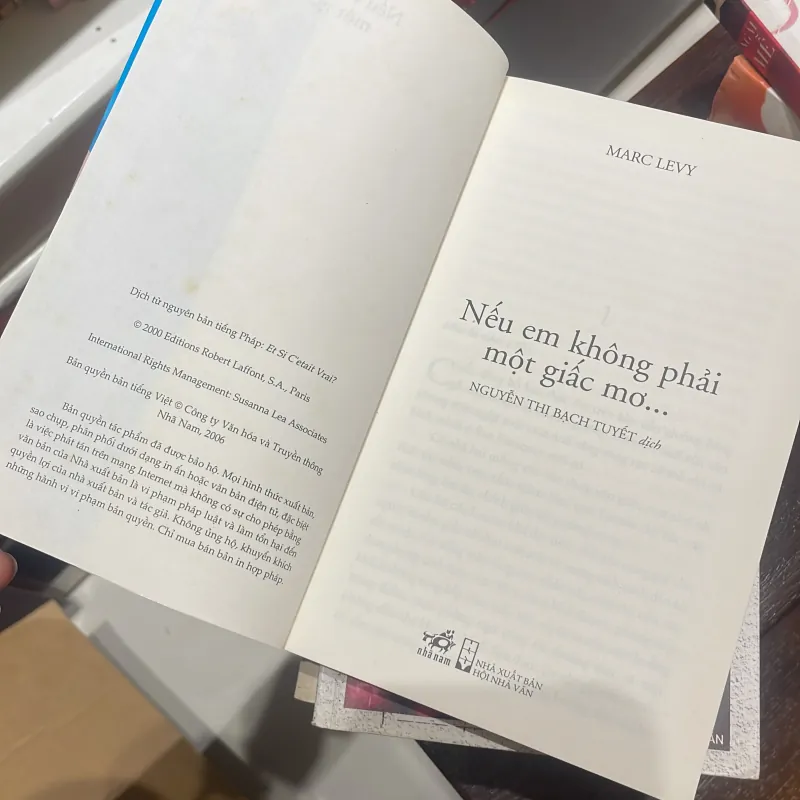 Dịch từ nguyên bản tiếng Pháp: Et Si C'etait Vrai?
© 2000 Editions Robert Laffont, S.A., Paris
International Rights Management: Susanna Lea Associates
Bản quyền bản tiếng Việt © Công ty Văn hóa và Truyền thông
Nhã Nam, 2006
Bản quyền tác phẩm đã được bảo hộ. Mọi hình thức xuất bản,
sao chụp, phân phối dưới dạng in ấn hoặc văn bản điện tử, đặc biệt
là việc phát tán trên mạng Internet mà không có sự cho phép bằng
văn bản của Nhà xuất bản là vi phạm pháp luật và làm tổn hại đến
quyền lợi của nhà xuất bản và tác giả. Không ủng hộ, khuyến khích
những hành vi vi phạm bản quyền. Chỉ mua bán bản in hợp pháp.
MARC LEVY
Nếu em không phải
một giấc mơ...
NGUYỄN THỊ BẠCH TUYẾT dịch
nhã nam
NHÀ XUẤT BẢN
HỘI NHÀ VĂN